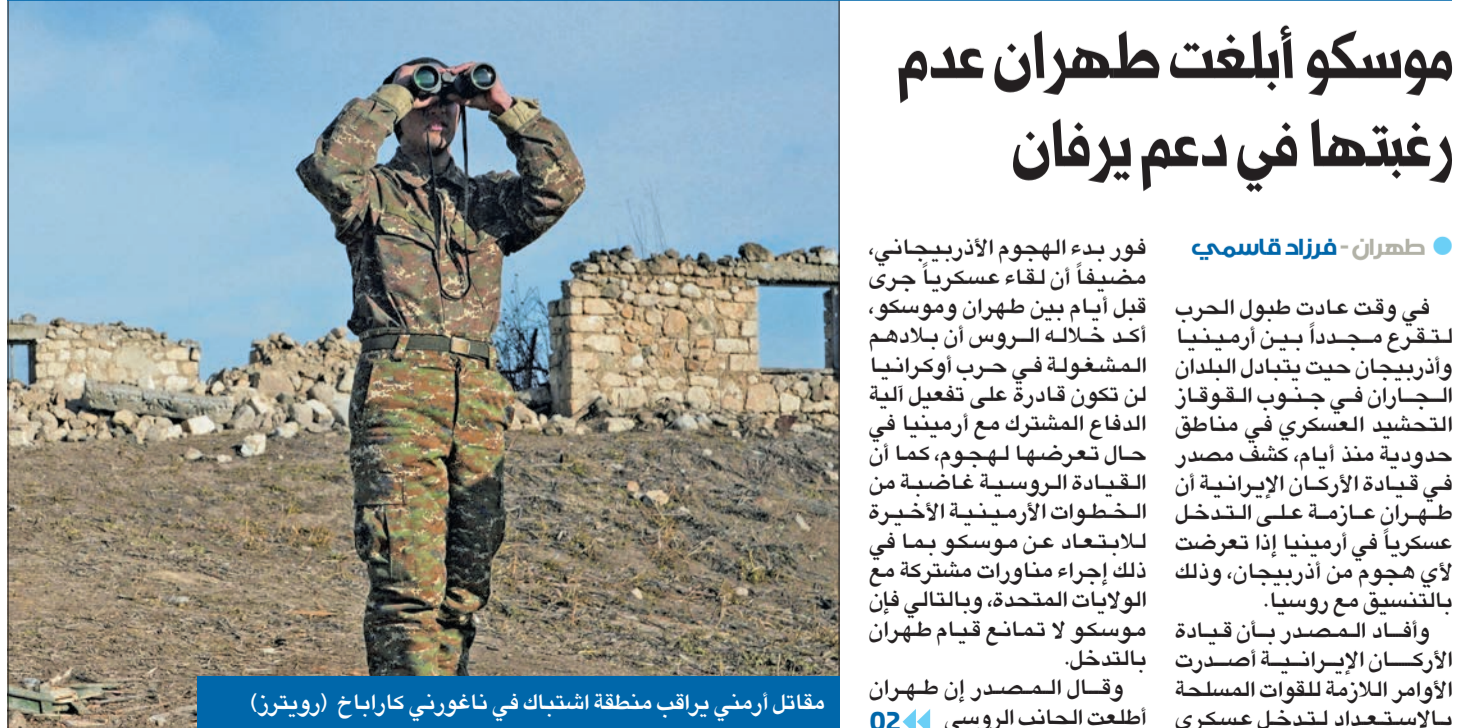 موسكو أبلغت طهران عدم
رغبتها في دعم يرفان
طهران - فرزاد قاسمي
في وقت عادت طبول الحرب
لتقرع مجدداً بين أرمينيا
وأذربيجان حيث يتبادل البلدان
الجاران في جنوب القوقاز
التحشيد العسكري في مناطق
حدودية منذ أيام، كشف مصدر
في قيادة الأركان الإيرانية أن
طهران عازمة على التدخل
عسكرياً في أرمينيا إذا تعرضت
لأي هجوم من أذربيجان، وذلك
بالتنسيق مع روسيا.
وأفاد المصدر بأن قيادة
الأركان الإيرانية أصدرت
الأوامر اللازمة للقوات المسلحة
بالاستعداد لتدخل عسكري
فور بدء الهجوم الأذربيجاني،
مضيفاً أن لقاء عسكرياً جرى
قبل أيام بين طهران وموسكو،
أكد خلاله الروس أن بلادهم
المشغولة في حرب أوكرانيا
لن تكون قادرة على تفعيل آلية
الدفاع المشترك مع أرمينيا في
حال تعرضها لهجوم، كما أن
القيادة الروسية غاضبة من
الخطوات الأرمينية الأخيرة
للابتعاد عن موسكو بما في
ذلك إجراء مناورات مشتركة مع
الولايات المتحدة، وبالتالي فإن
موسكو لا تمانع قيام طهران
بالتدخل.
وقال المصدر إن طهران
أطلعت الجانب الروسي 02
مقاتل أرمني يراقب منطقة اشتباك في ناغورني كاراباخ (رويترز)